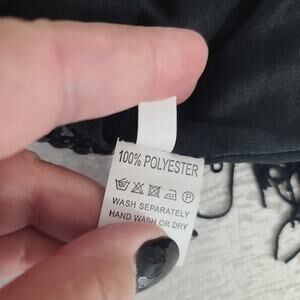 100% POLYESTER
P
WASH SEPARATELY
HAND WASH OR DRY